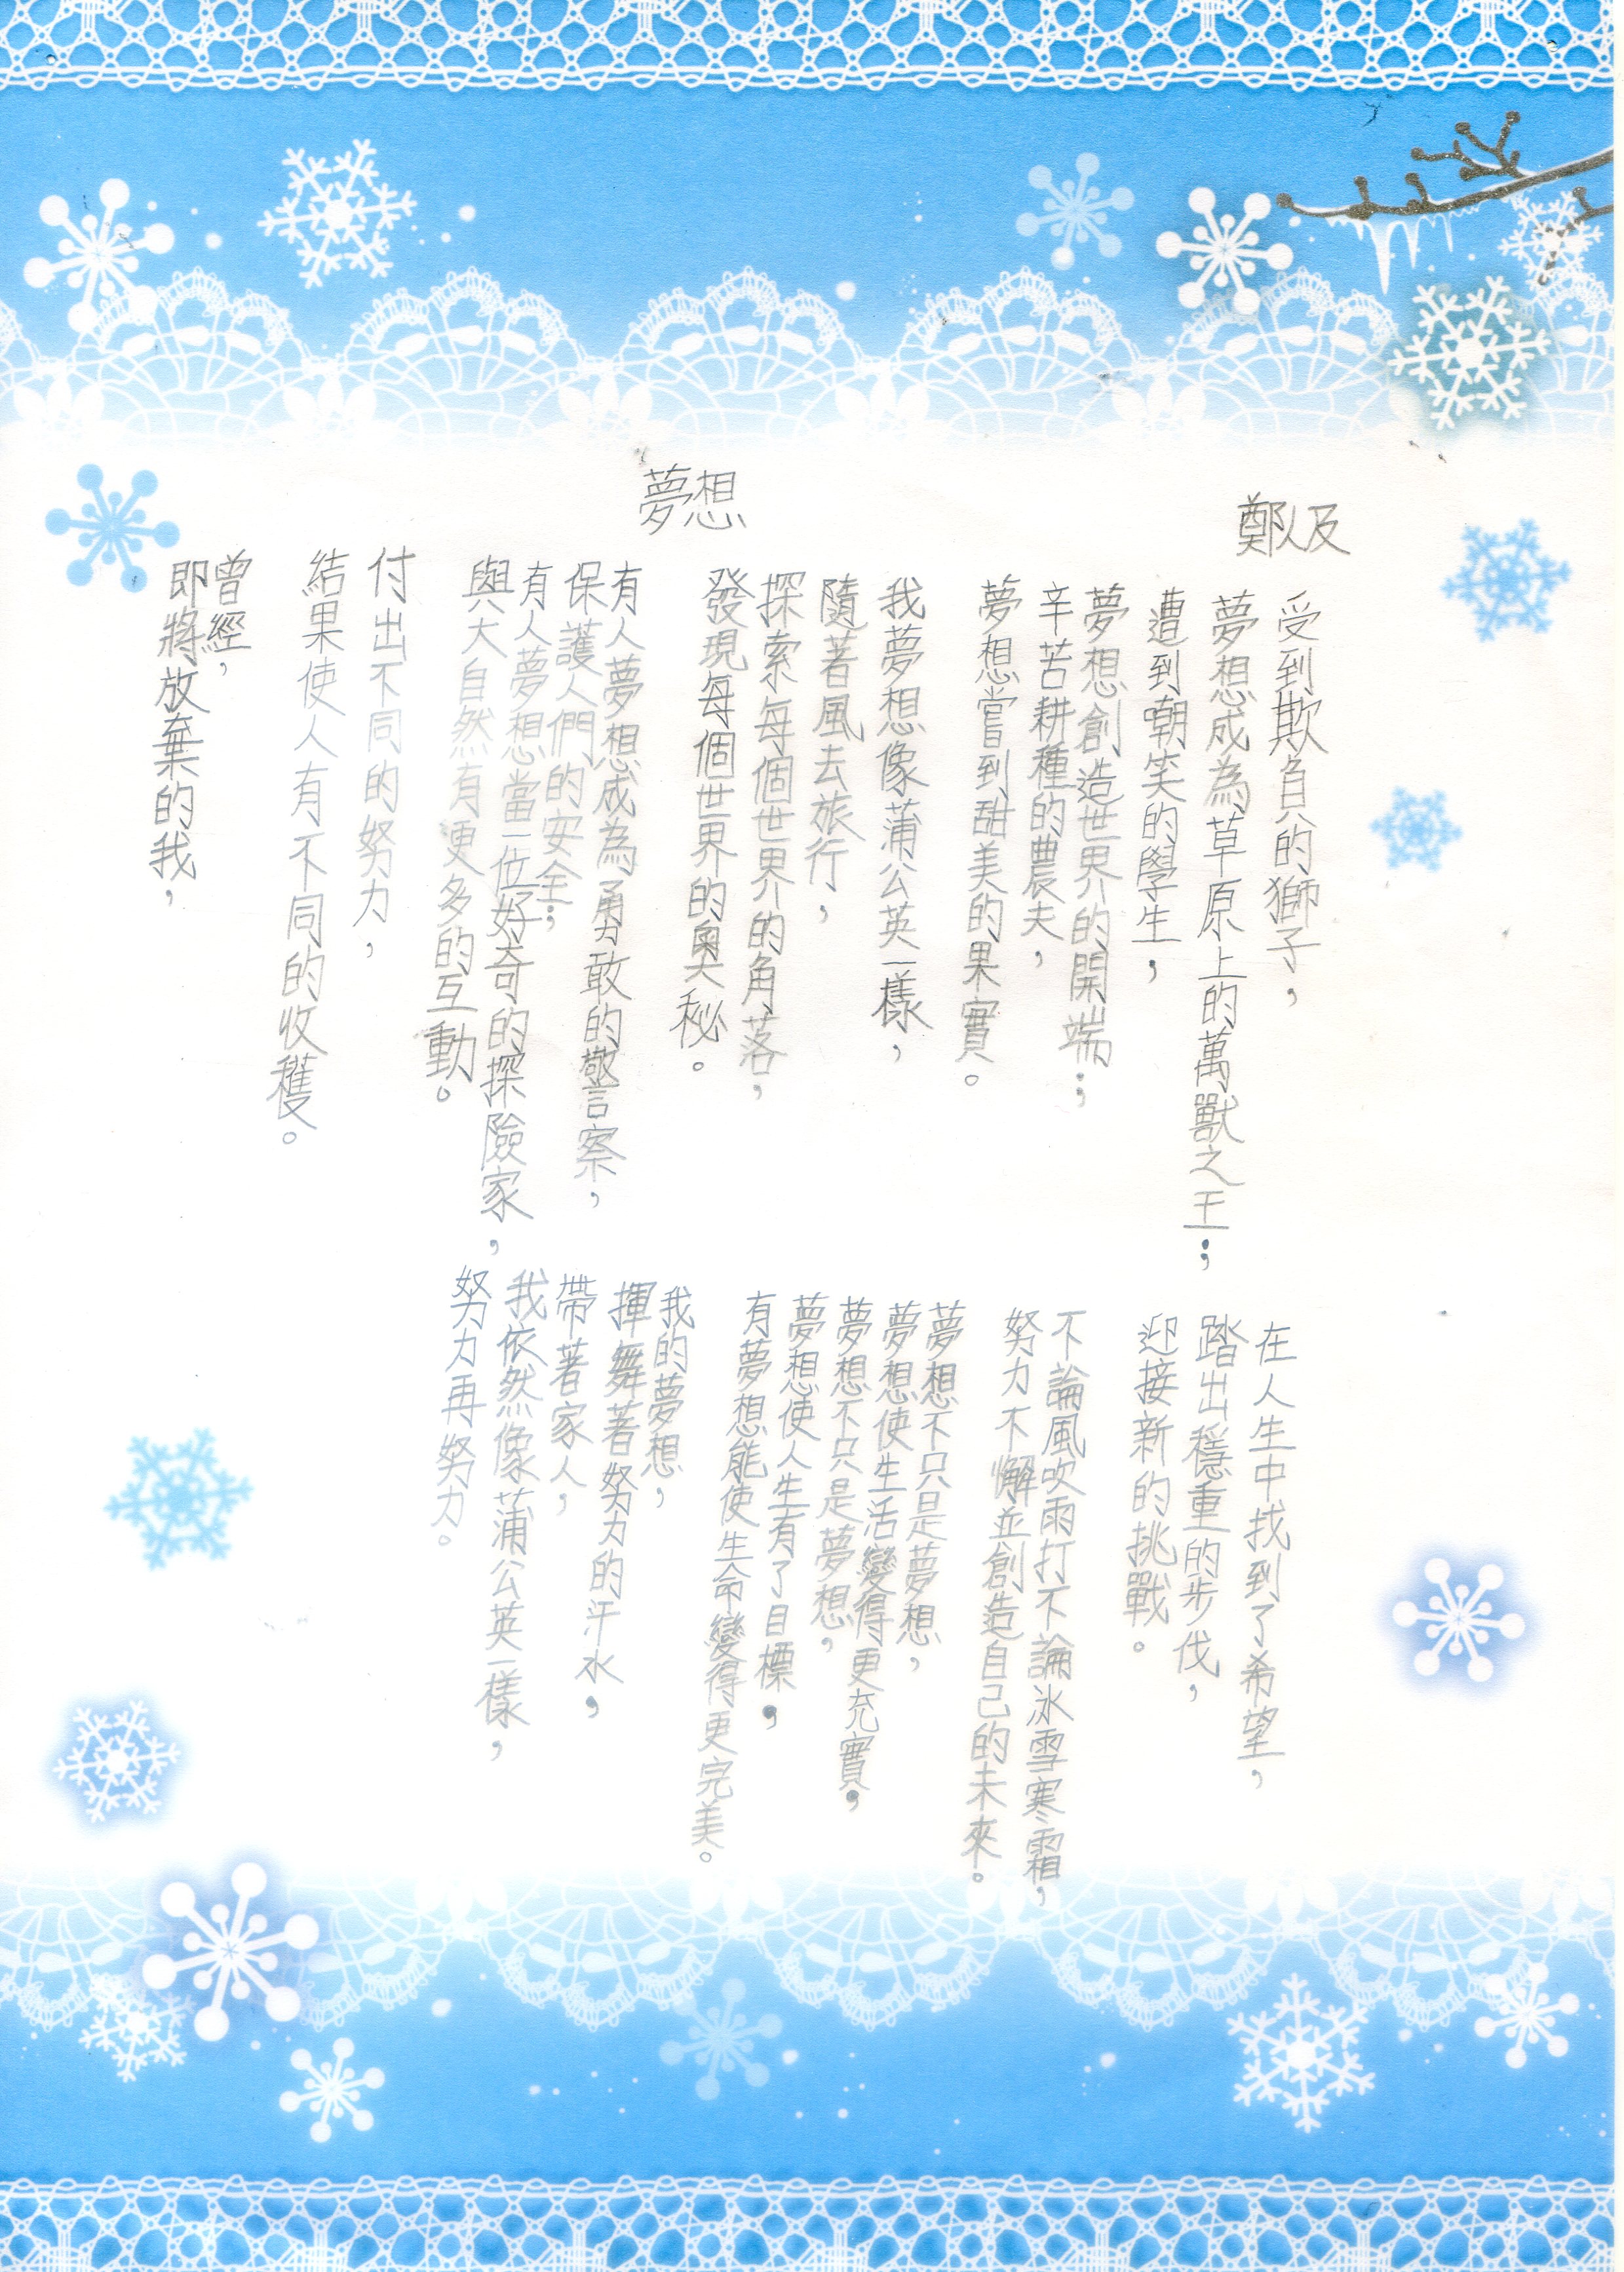 夢想
鄭以及
受到欺負的獅子，
夢想成為草原上的萬獸之王；
遭到嘲笑的學生，
夢想創造世界的開端；
辛苦耕種的農夫，
夢想嘗到甜美的果實。
我夢想像蒲公英一樣，
隨著風去旅行，
探索每個世界的角落，
發現每個世界的奧秘。
有人夢想成為勇敢的警察，
保護人們的安全；
有人夢想當一位好奇的探險家，
與大自然有更多的互動。
付出不同的努力，
結果使人有不同的收穫。
曾經，
即將放棄的我，
在人生中找到了希望，
踏出穩重的步伐，
迎接新的挑戰。
不論風吹雨打不論冰雪寒霜，
努力不懈並創造自己的未來。
夢想不只是夢想，
夢想使生活變得更充實，
夢想不只是夢想，
夢想使人生有了目標，
有夢想能使生命變得更完美。
我的夢想，
揮舞著努力的汗水，
帶著家人，
我依然像蒲公英一樣，
努力再努力。